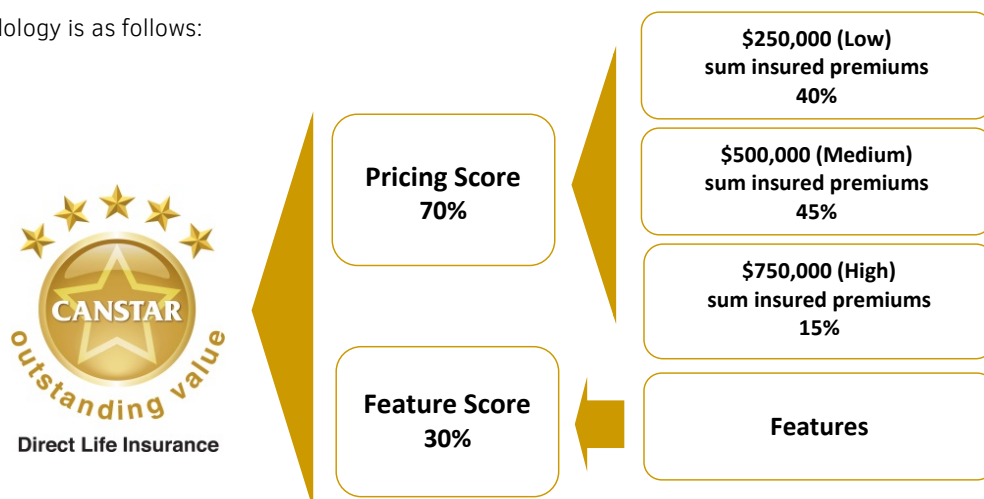 dology is as follows:
$250,000 (Low)
sum insured premiums
40%
$500,000 (Medium)
sum insured premiums
45%
$750,000 (High)
sum insured premiums
15%
Pricing Score
70%
Feature Score
30%
Features
CANSTAR
outstanding value
Direct Life Insurance